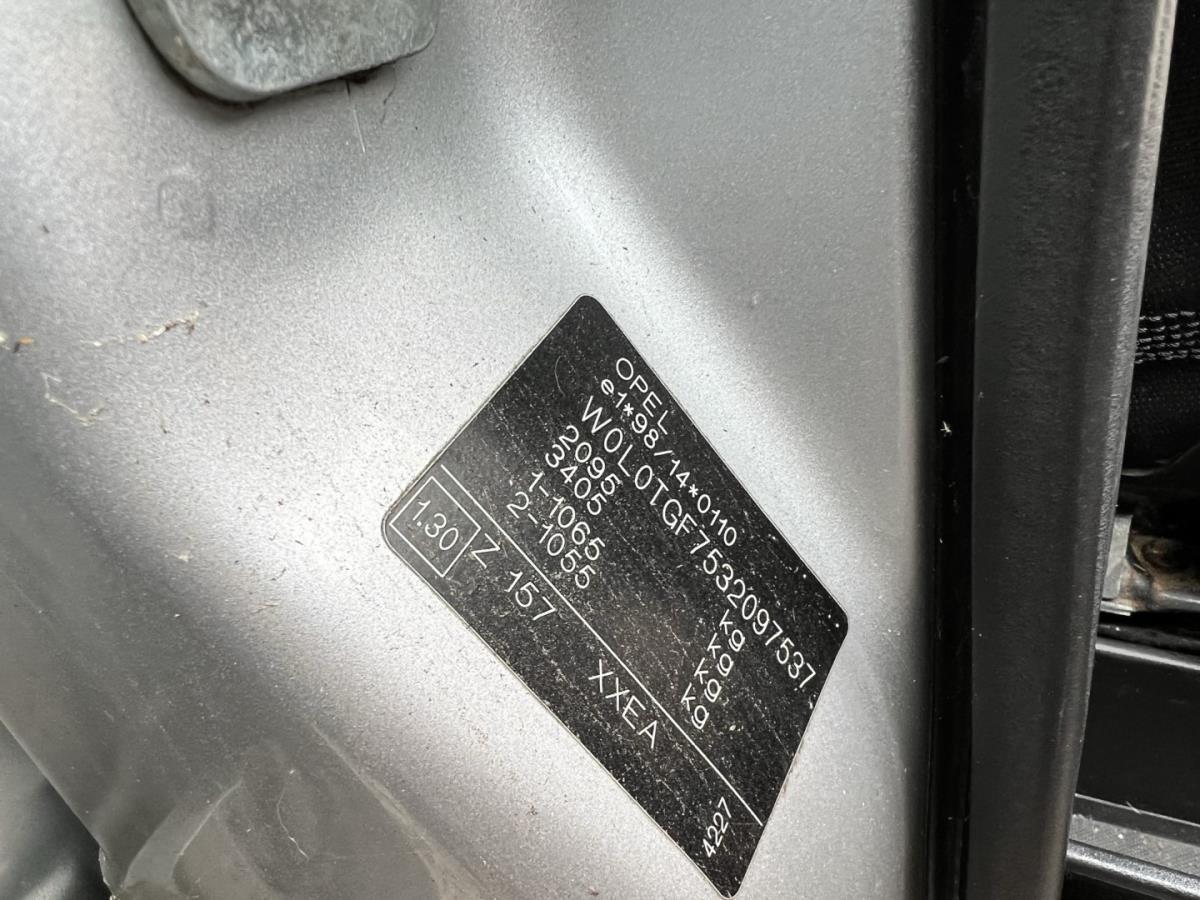 OPEL
e1*98/14*0110
W0L0TGF7532097537
2095 kg
3405 kg
1-1065 kg
2-1055 kg
1.30 Z 157 XXEA 4227